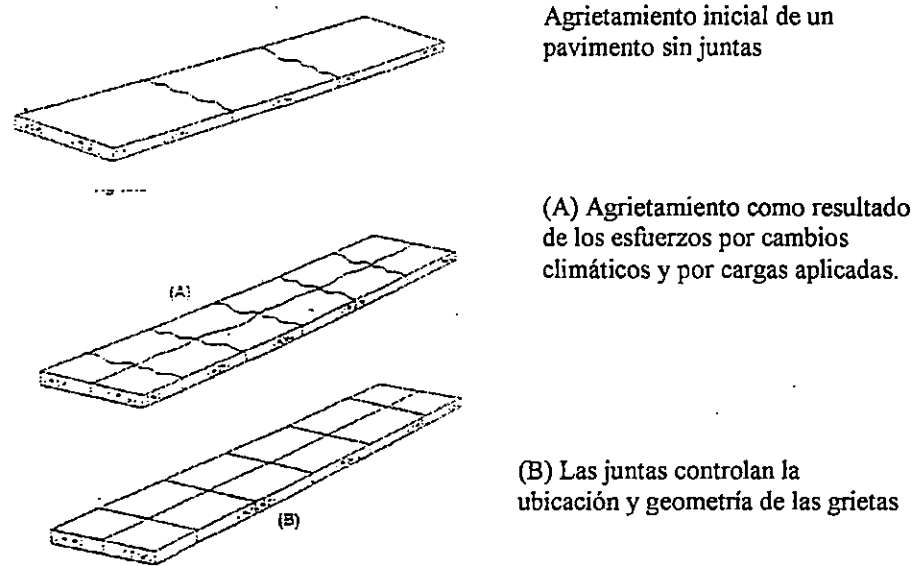 Agrietamiento inicial de un
pavimento sin juntas
(A) Agrietamiento como resultado
de los esfuerzos por cambios
climáticos y por cargas aplicadas.
(A)
(B) Las juntas controlan la
ubicación y geometría de las grietas
(B)